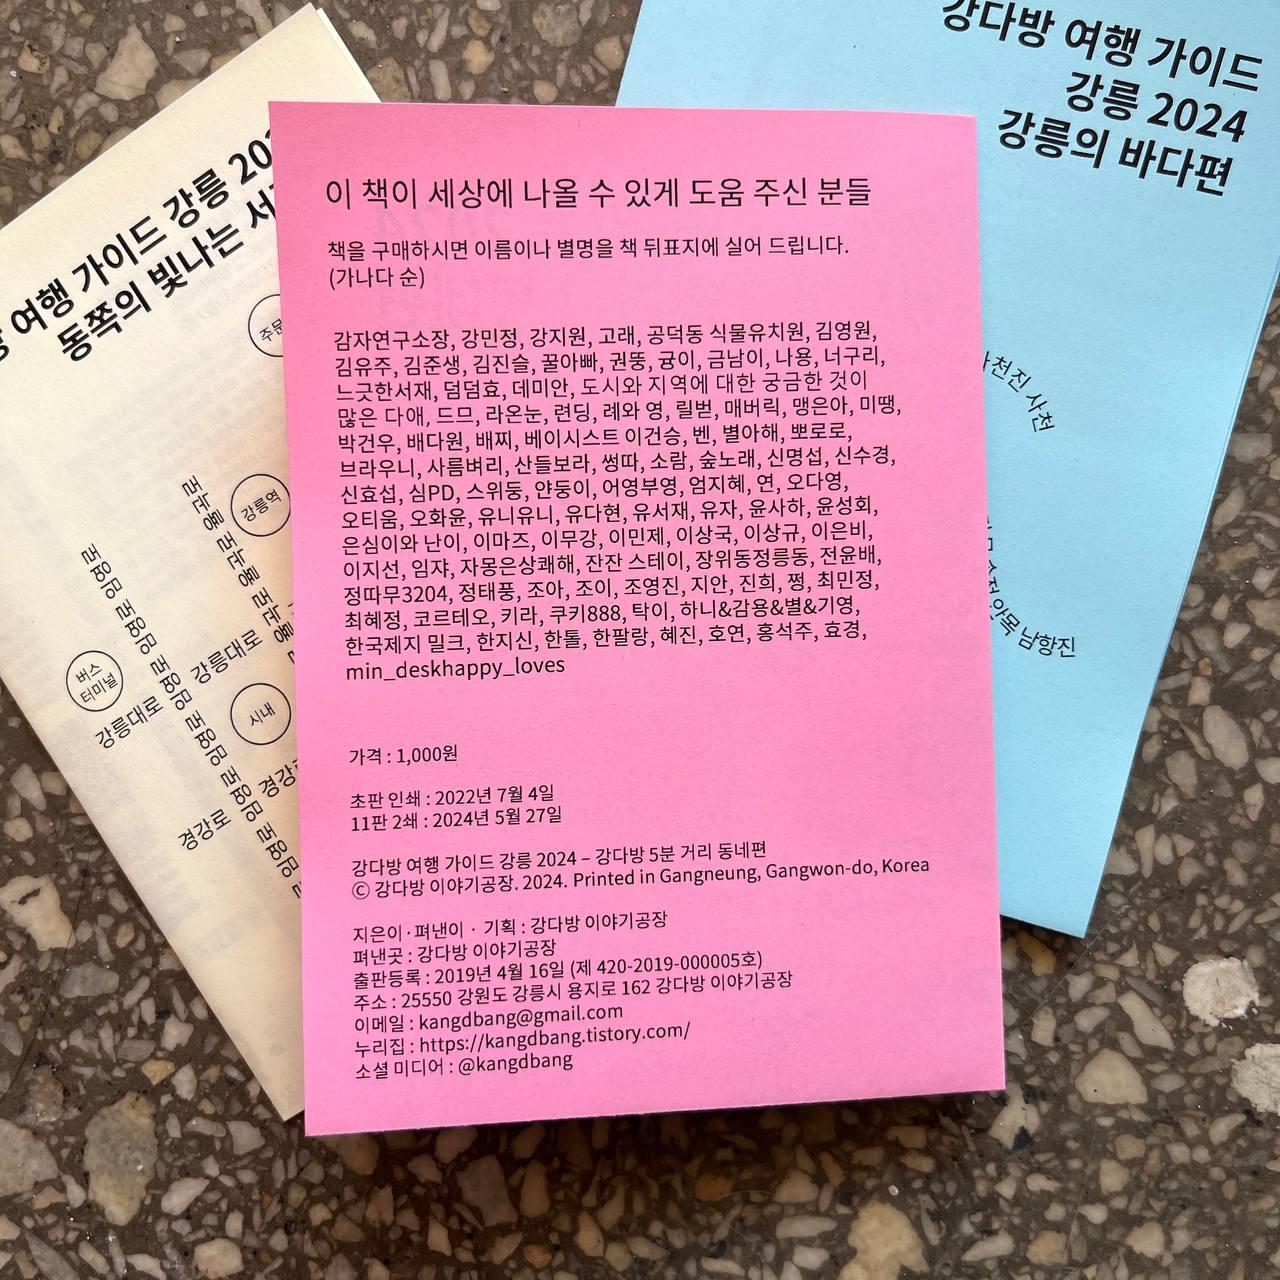 여행 가이드 강릉
동쪽의 빛나는
주문
강릉역
버스
터미널
시내
강릉대로 강릉대로
경강로
이 책이 세상에 나올 수 있게 도움 주신 분들
책을 구매하시면 이름이나 별명을 책 뒤표지에 실어 드립니다.
(가나다 순)
감자연구소장, 강민정, 강지원, 고래, 공덕동 식물유치원, 김영원,
김유주, 김준생, 김진슬, 꿀아빠, 권뚱, 귱이, 금남이, 나용, 너구리,
느긋한서재, 덤덤효, 데미안, 도시와 지역에 대한 궁금한 것이
많은 다애, 드므, 라온눈, 련딩, 례와 영, 릴벋, 매버릭, 맹은아, 미땡,
박건우, 배다원, 배찌, 베이시스트 이건승, 벤, 별아해, 뽀로로,
브라우니, 사름벼리, 산들보라, 썽따, 소람, 숲노래, 신명섭, 신수경,
신효섭, 심PD, 스위둥, 얀둥이, 어영부영, 엄지혜, 연, 오다영,
오티움, 오화윤, 유니유니, 유다현, 유서재, 유자, 윤사하, 윤성회,
은심이와 난이, 이마즈, 이무강, 이민제, 이상국, 이상규, 이은비,
이지선, 임쟈, 자몽은상쾌해, 잔잔 스테이, 장위동정릉동, 전윤배,
정따무3204, 정태풍, 조아, 조이, 조영진, 지안, 진희, 쩡, 최민정,
최혜정, 코르테오, 키라, 쿠키888, 탁이, 하니&감용&별&기영,
한국제지 밀크, 한지신, 한톨, 한팔랑, 혜진, 호연, 홍석주, 효경,
min_deskhappy_loves
가격 : 1,000원
초판 인쇄 : 2022년 7월 4일
11판 2쇄 : 2024년 5월 27일
강다방 여행 가이드 강릉 2024 – 강다방 5분 거리 동네편
ⓒ 강다방 이야기공장. 2024. Printed in Gangneung, Gangwon-do, Korea
지은이 · 펴낸이 · 기획 : 강다방 이야기공장
펴낸곳 : 강다방 이야기공장
출판등록 : 2019년 4월 16일 (제 420-2019-000005호)
주소 : 25550 강원도 강릉시 용지로 162 강다방 이야기공장
이메일 : kangdbang@gmail.com
누리집 : https://kangdbang.tistory.com/
소셜 미디어 : @kangdbang
강다방 여행 가이드
강릉 2024
강릉의 바다편
사천진 사천
안목 남항진